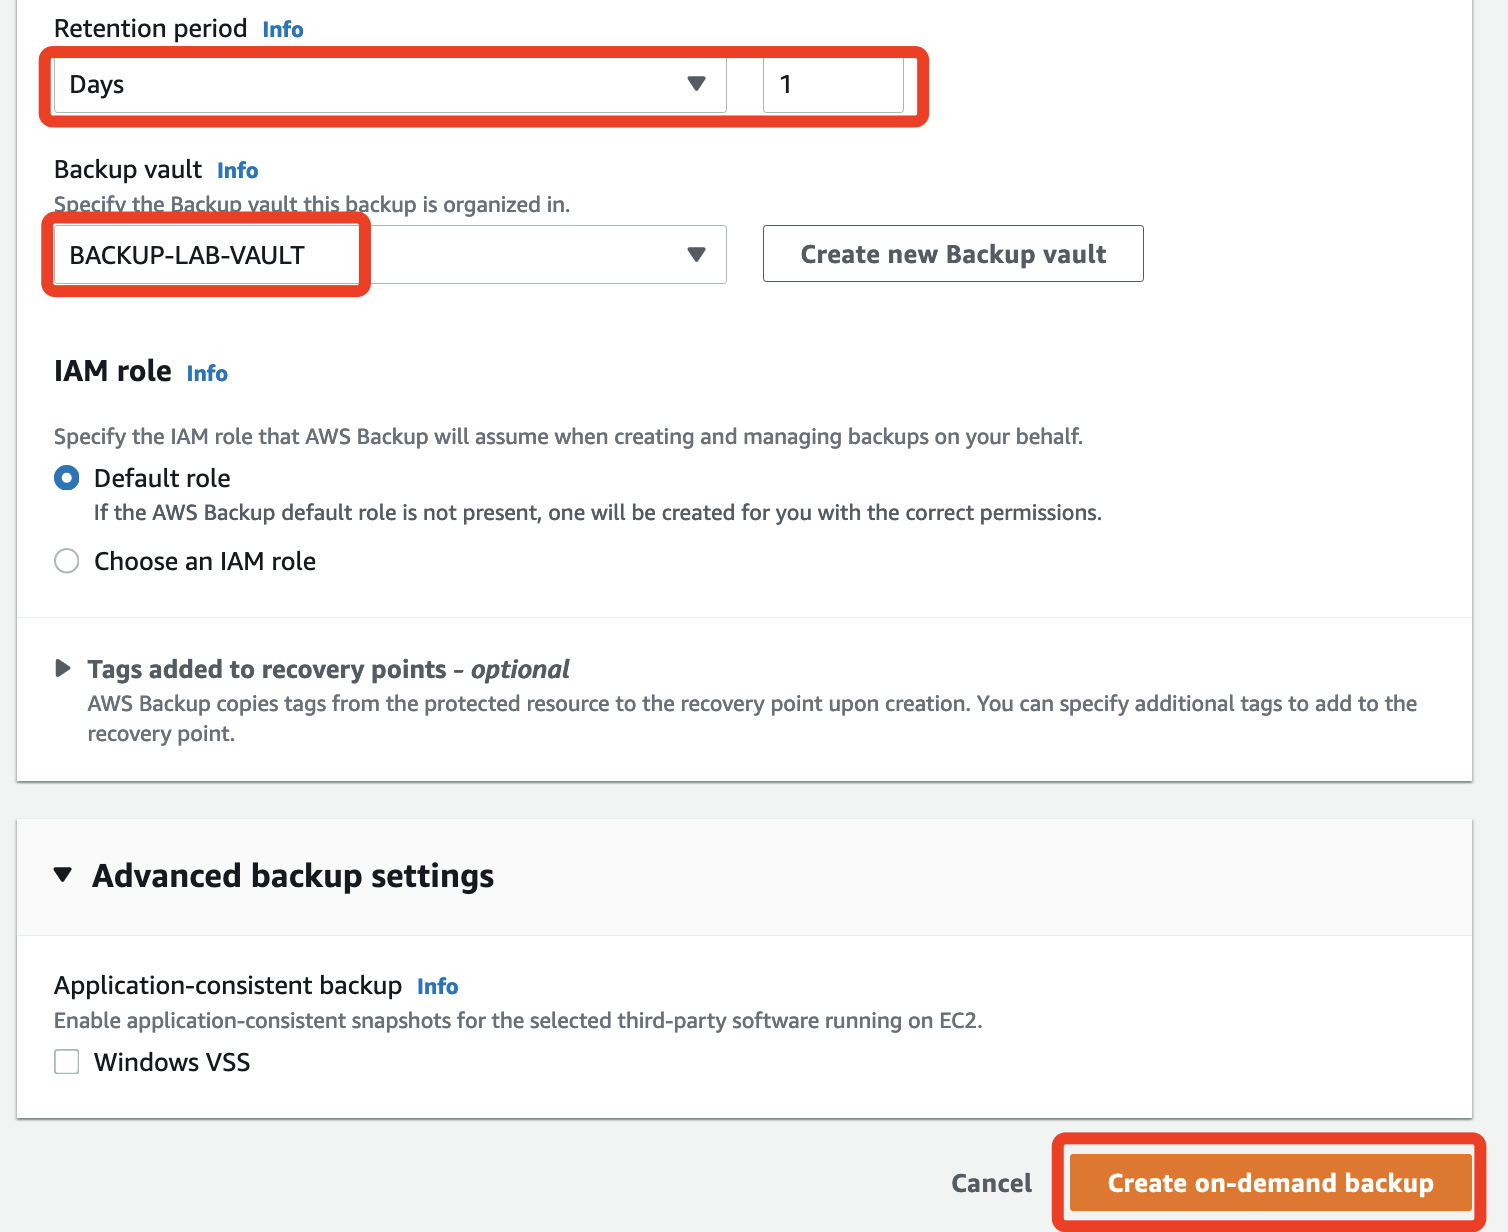 Retention period Info
Days 1
Backup vault Info
Specify the Backup vault this backup is organized in.
BACKUP-LAB-VAULT Create new Backup vault
IAM role Info
Specify the IAM role that AWS Backup will assume when creating and managing backups on your behalf.
Default role
If the AWS Backup default role is not present, one will be created for you with the correct permissions.
Choose an IAM role
Tags added to recovery points – optional
AWS Backup copies tags from the protected resource to the recovery point upon creation. You can specify additional tags to add to the
recovery point.
Advanced backup settings
Application-consistent backup Info
Enable application-consistent snapshots for the selected third-party software running on EC2.
Windows VSS
Cancel Create on-demand backup